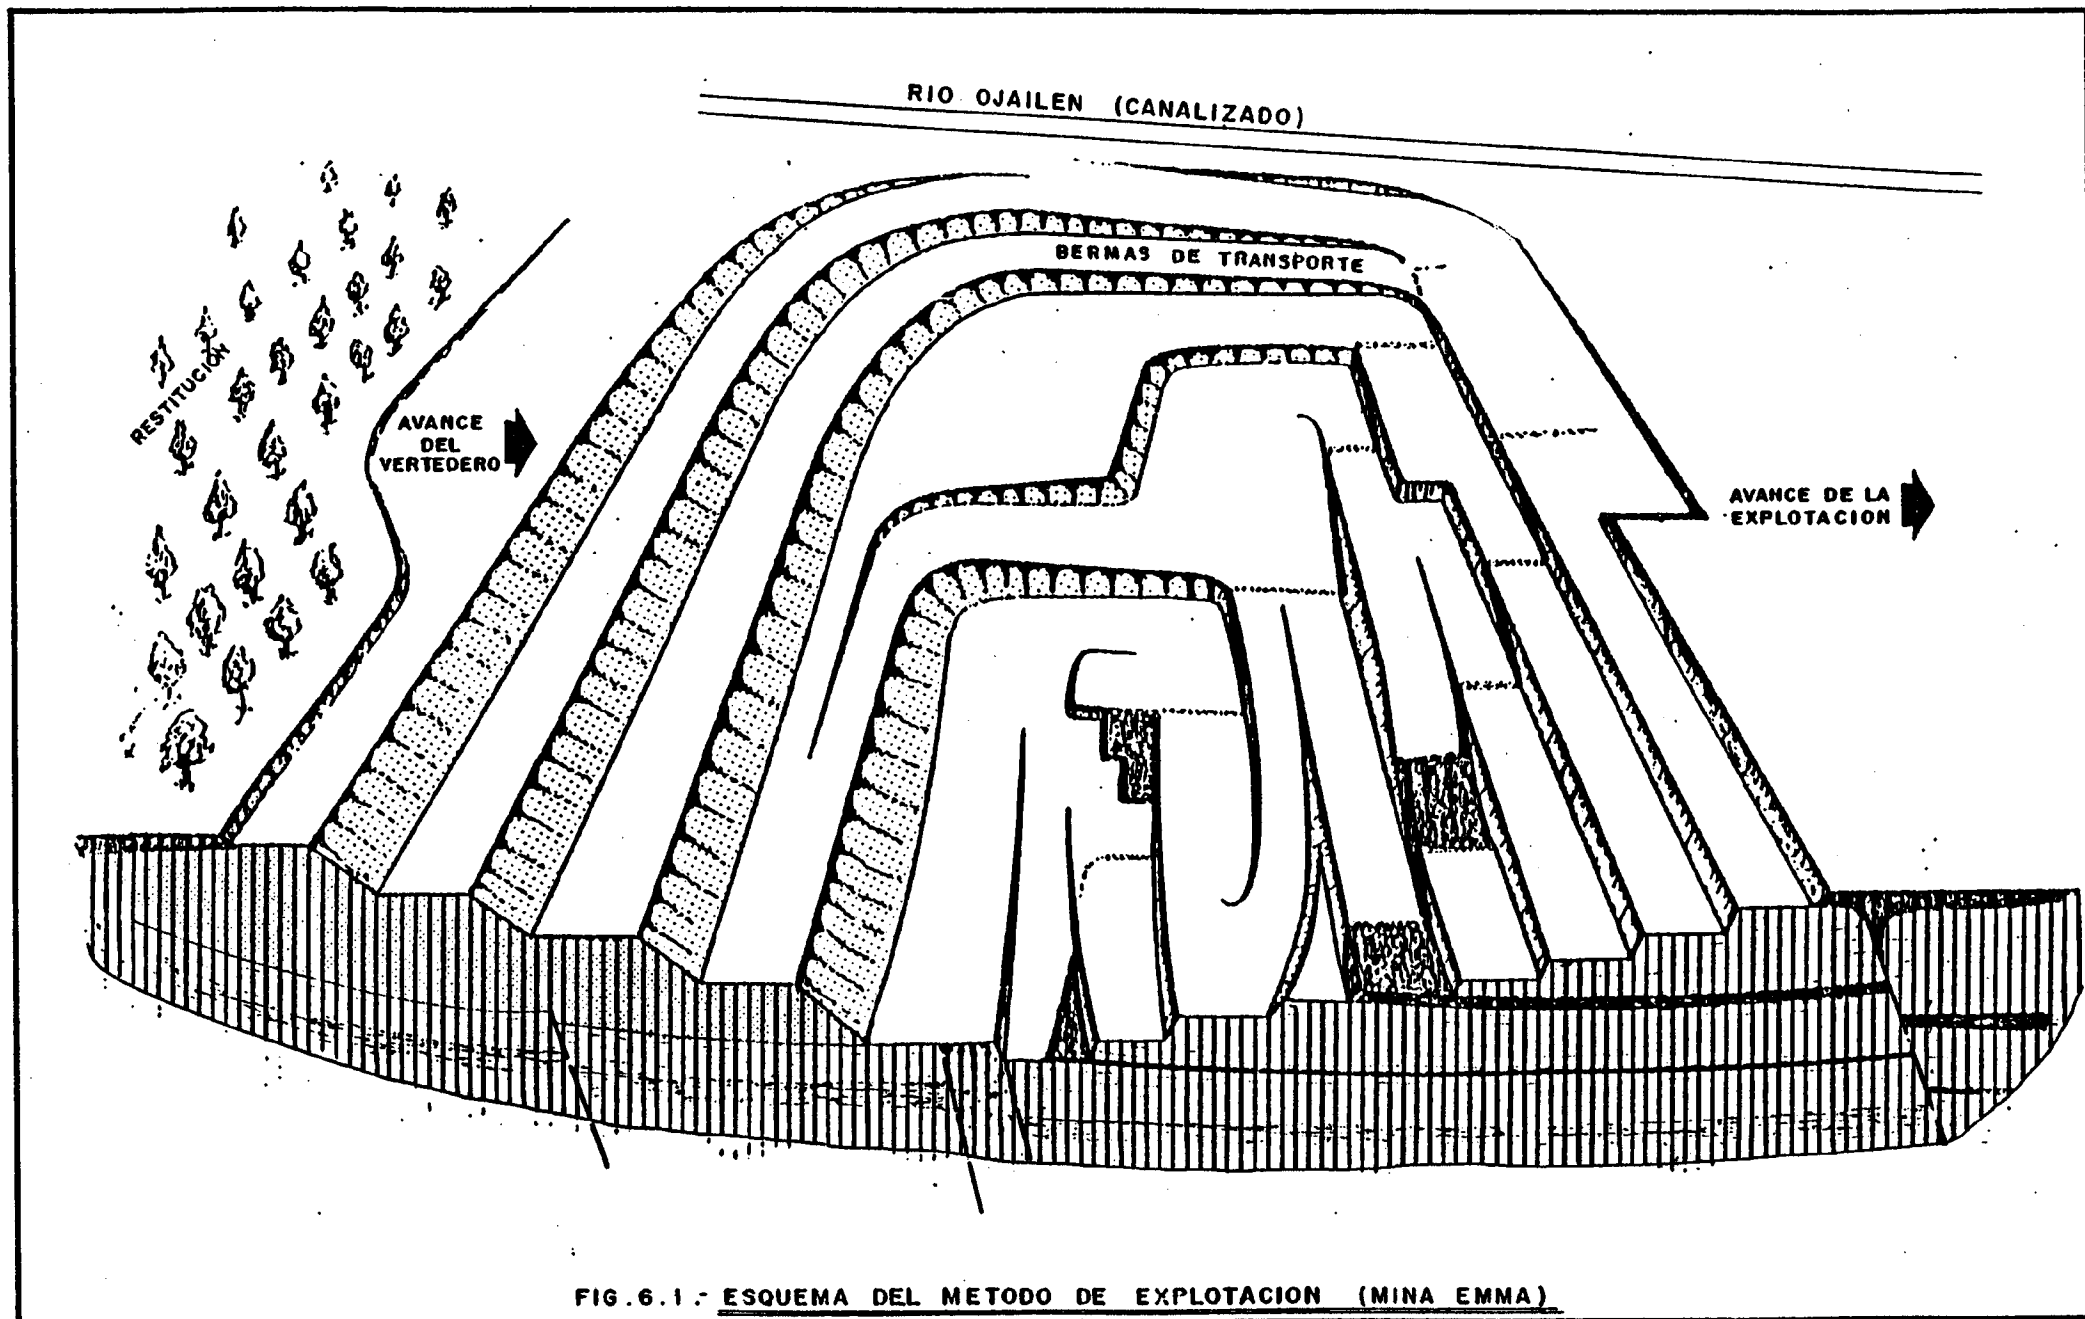 RIO OJAILEN (CANALIZADO)
BERMAS DE TRANSPORTE
RESTITUCIÓN
AVANCE
DEL
VERTEDERO
AVANCE DE LA
EXPLOTACION
FIG.6.1.- ESQUEMA DEL METODO DE EXPLOTACION (MINA EMMA)